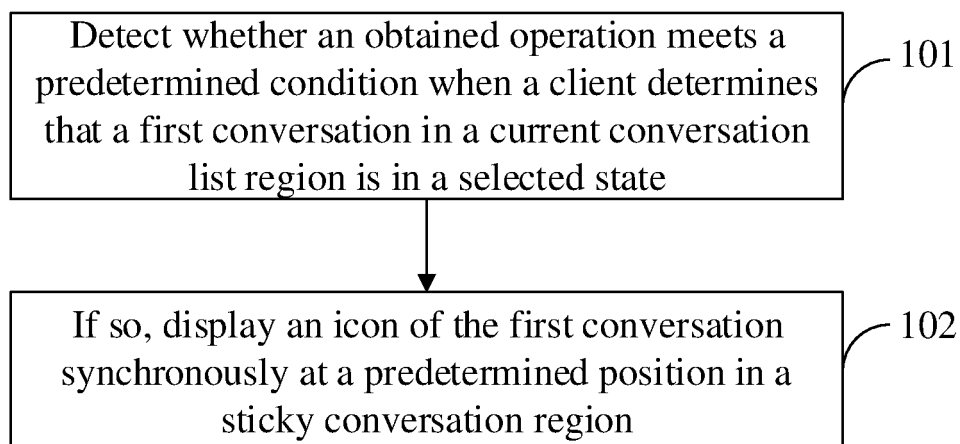 Detect whether an obtained operation meets a
predetermined condition when a client determines
that a first conversation in a current conversation
list region is in a selected state
101
If so, display an icon of the first conversation
synchronously at a predetermined position in a
sticky conversation region
102